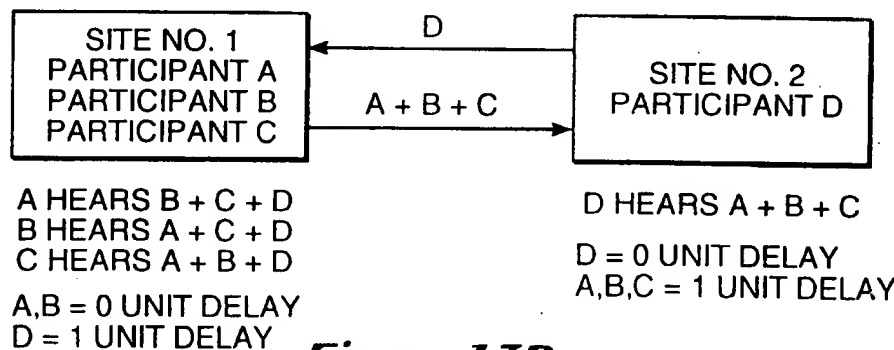 SITE NO. 1
PARTICIPANT A
PARTICIPANT B
PARTICIPANT C
D
A + B + C
SITE NO. 2
PARTICIPANT D
A HEARS B + C + D
B HEARS A + C + D
C HEARS A + B + D
A,B = 0 UNIT DELAY
D = 1 UNIT DELAY
D HEARS A + B + C
D = 0 UNIT DELAY
A,B,C = 1 UNIT DELAY